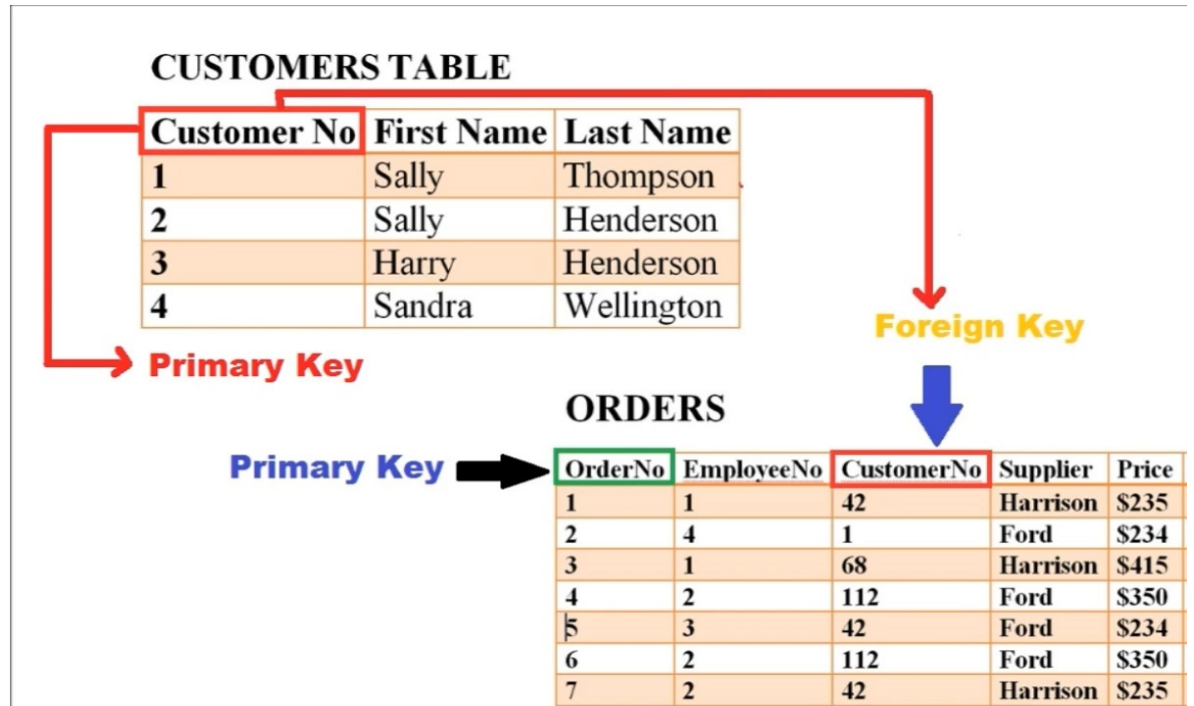 CUSTOMERS TABLE
Customer No First Name Last Name
1 Sally Thompson
2 Sally Henderson
3 Harry Henderson
4 Sandra Wellington
Foreign Key
Primary Key
ORDERS
Primary Key
OrderNo EmployeeNo CustomerNo Supplier Price
1 1 42 Harrison $235
2 4 1 Ford $234
3 1 68 Harrison $415
4 2 112 Ford $350
5 3 42 Ford $234
6 2 112 Ford $350
7 2 42 Harrison $235